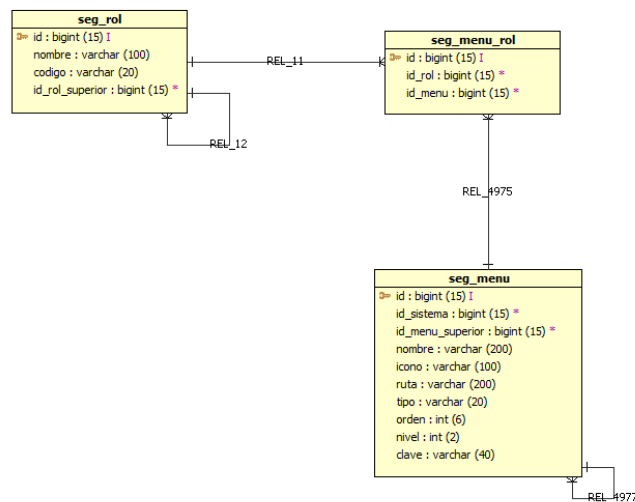 seg_rol
id : bigint (15) I
nombre : varchar (100)
codigo : varchar (20)
id_rol_superior : bigint (15) *
REL_12
REL_11
seg_menu_rol
id : bigint (15) I
id_rol : bigint (15) *
id_menu : bigint (15) *
REL_4975
seg_menu
id : bigint (15) I
id_sistema : bigint (15) *
id_menu_superior : bigint (15) *
nombre : varchar (200)
icono : varchar (100)
ruta : varchar (200)
tipo : varchar (20)
orden : int (6)
nivel : int (2)
clave : varchar (40)
REL_4977